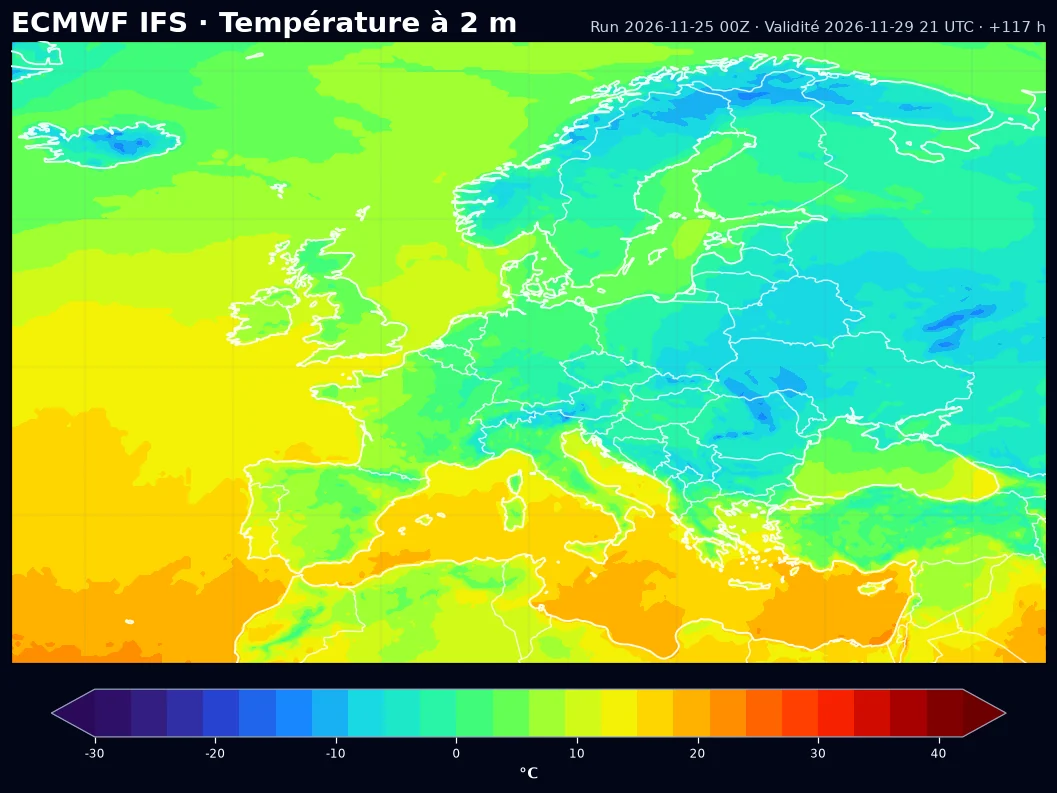 ECMWF IFS · Température à 2 m
Run 2026-11-25 00Z · Validité 2026-11-29 21 UTC · +117 h
-30 -20 -10 0 10 20 30 40
°C